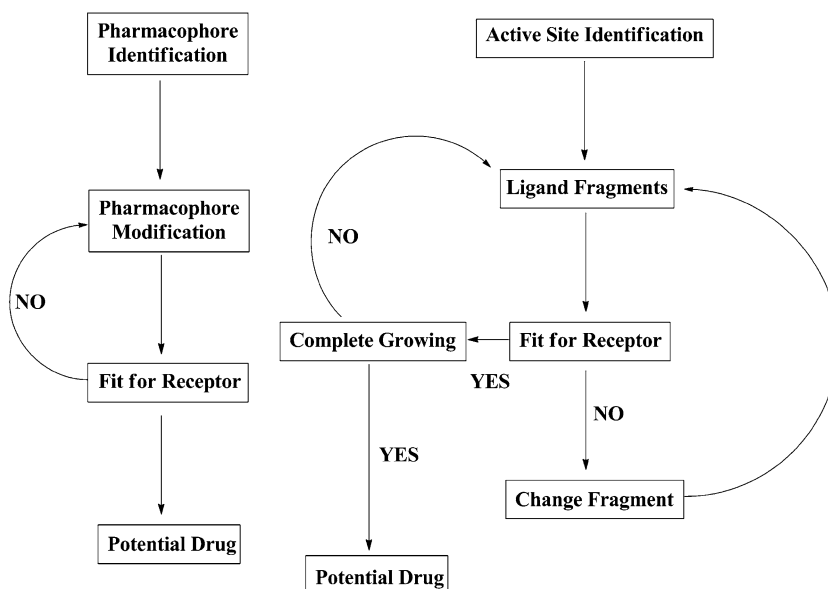 Pharmacophore
Identification
Pharmacophore
Modification
NO
Fit for Receptor
Potential Drug
Active Site Identification
Ligand Fragments
NO
Complete Growing
Fit for Receptor
YES
NO
YES
Change Fragment
Potential Drug